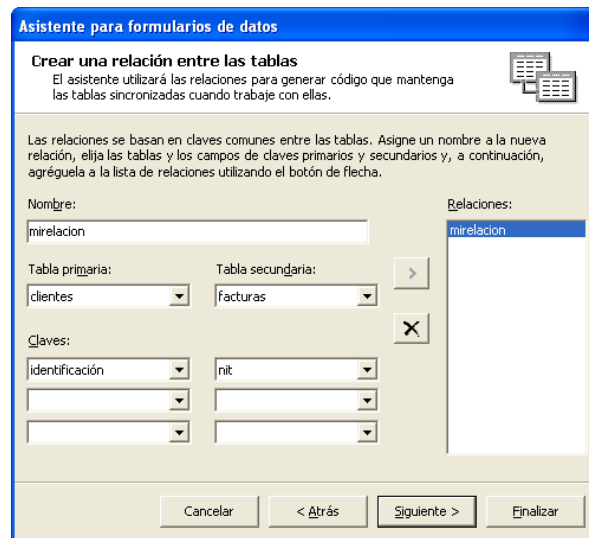 Asistente para formularios de datos
Crear una relación entre las tablas
El asistente utilizará las relaciones para generar código que mantenga
las tablas sincronizadas cuando trabaje con ellas.
Las relaciones se basan en claves comunes entre las tablas. Asigne un nombre a la nueva
relación, elija las tablas y los campos de claves primarios y secundarios y, a continuación,
agréguela a la lista de relaciones utilizando el botón de flecha.
Nombre:
Relaciones:
mirelacion
mirelacion
Tabla primaria:
Tabla secundaria:
>
clientes
facturas
X
Claves:
identificación
nit
Cancelar
< Atrás
Siguiente >
Finalizar